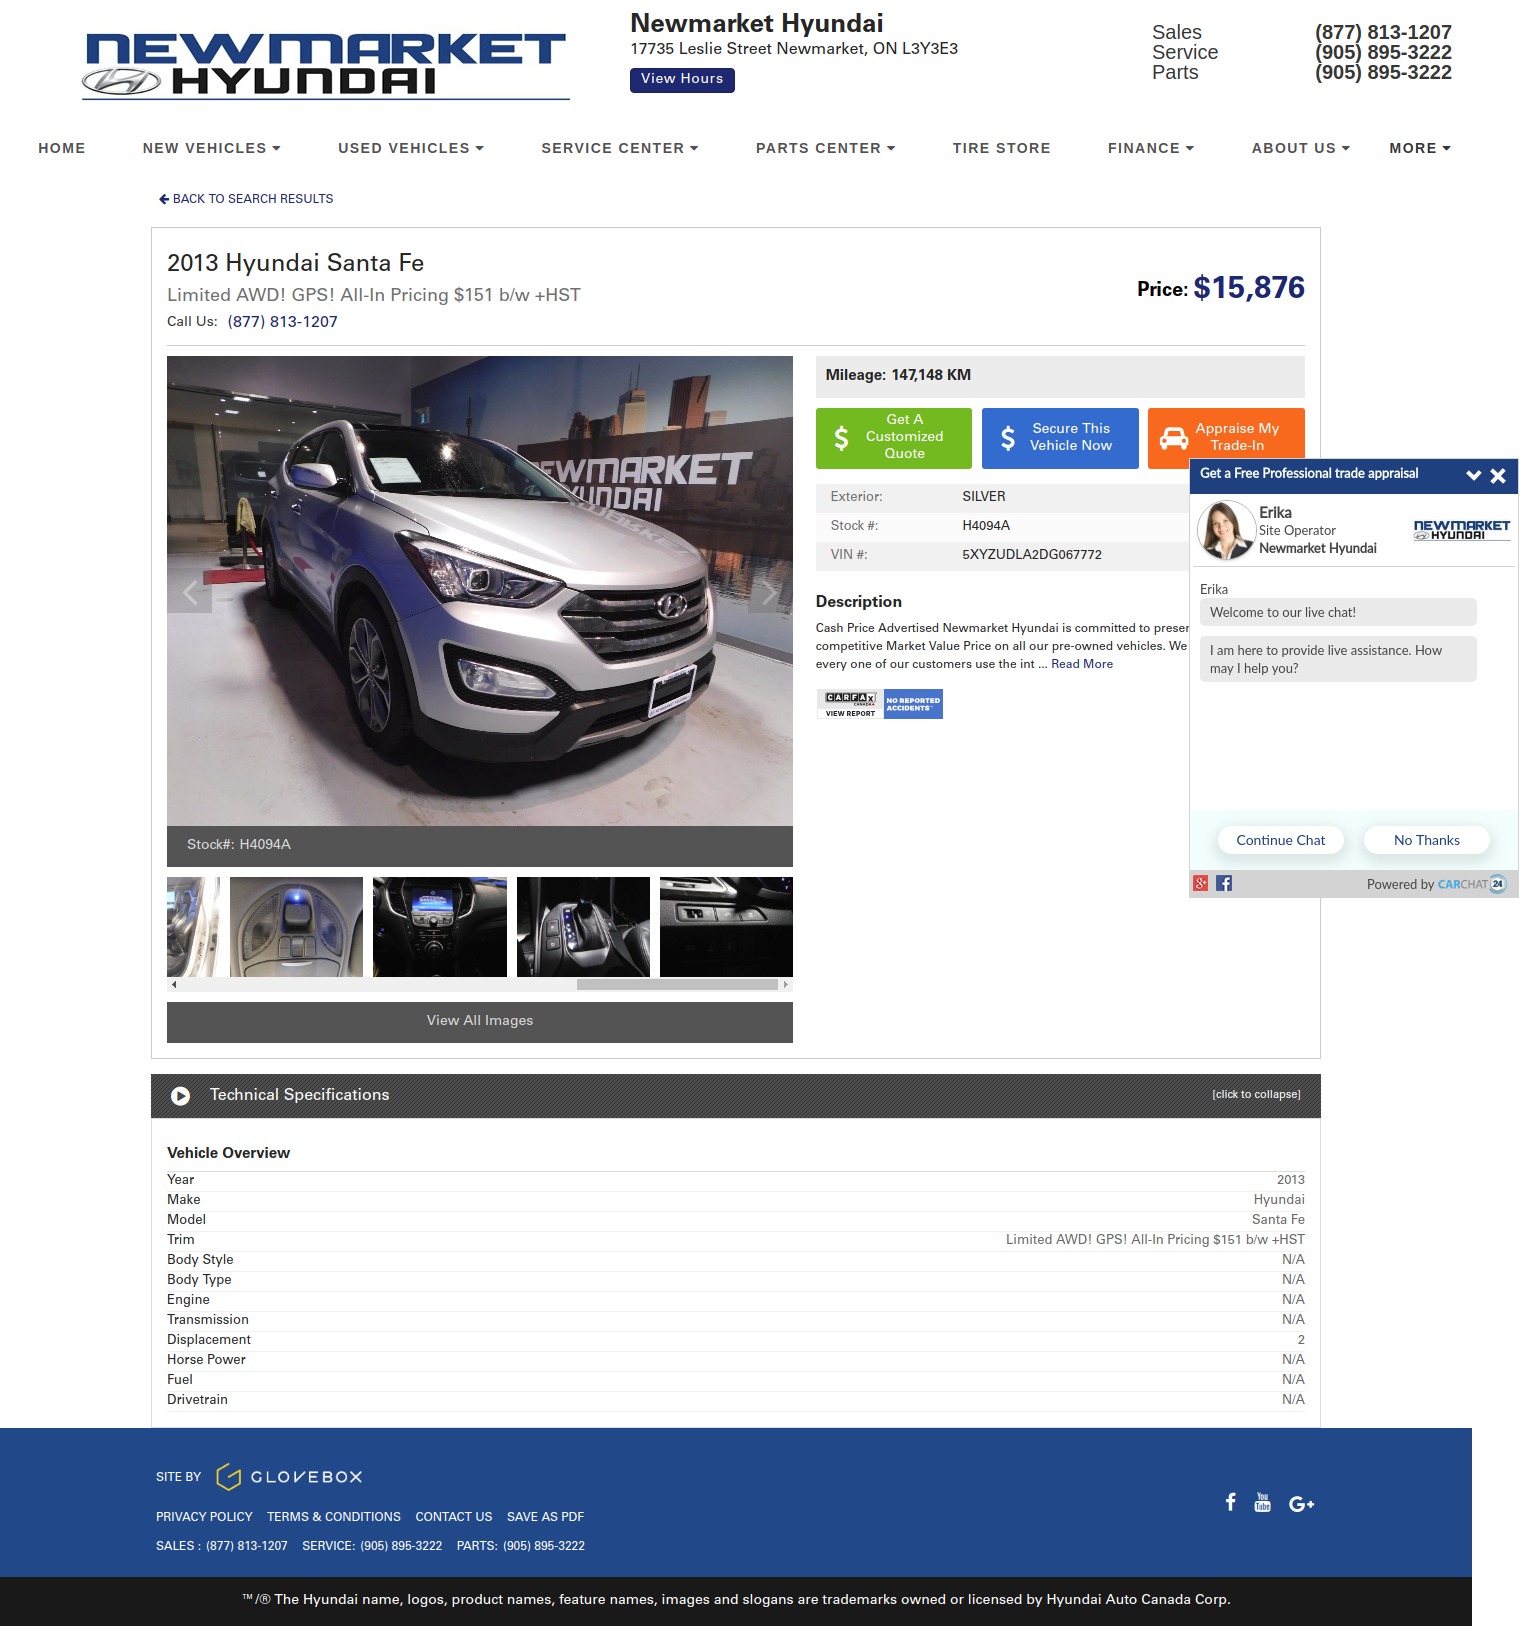 NEWMARKET
HYUNDAI
Newmarket Hyundai
17735 Leslie Street Newmarket, ON L3Y3E3
View Hours
Sales (877) 813-1207
Service (905) 895-3222
Parts (905) 895-3222
HOME NEW VEHICLES USED VEHICLES SERVICE CENTER PARTS CENTER TIRE STORE FINANCE ABOUT US MORE
BACK TO SEARCH RESULTS
2013 Hyundai Santa Fe
Limited AWD! GPS! All-In Pricing $151 b/w +HST
Call Us: (877) 813-1207
Price: $15,876
EWMARKET
YUNDAI
Stock#: H4094A
View All Images
Mileage: 147,148 KM
Get A
Customized
Quote
Secure This
Vehicle Now
Appraise My
Trade-In
Exterior: SILVER
Stock #: H4094A
VIN #: 5XYZUDLA2DG067772
Description
Cash Price Advertised Newmarket Hyundai is committed to preser
competitive Market Value Price on all our pre-owned vehicles. We
every one of our customers use the int ... Read More
CARFAX
CANADA
VIEW REPORT
NO REPORTED
ACCIDENTS
Get a Free Professional trade appraisal
Erika
Site Operator
Newmarket Hyundai
NEWMARKET
HYUNDAI
Erika
Welcome to our live chat!
I am here to provide live assistance. How
may I help you?
Continue Chat No Thanks
Powered by CARCHAT 24
Technical Specifications [click to collapse]
Vehicle Overview
Year 2013
Make Hyundai
Model Santa Fe
Trim Limited AWD! GPS! All-In Pricing $151 b/w +HST
Body Style N/A
Body Type N/A
Engine N/A
Transmission N/A
Displacement 2
Horse Power N/A
Fuel N/A
Drivetrain N/A
SITE BY GLOVEBOX
PRIVACY POLICY TERMS & CONDITIONS CONTACT US SAVE AS PDF
SALES : (877) 813-1207 SERVICE: (905) 895-3222 PARTS: (905) 895-3222
You
Tube
G+
™/® The Hyundai name, logos, product names, feature names, images and slogans are trademarks owned or licensed by Hyundai Auto Canada Corp.